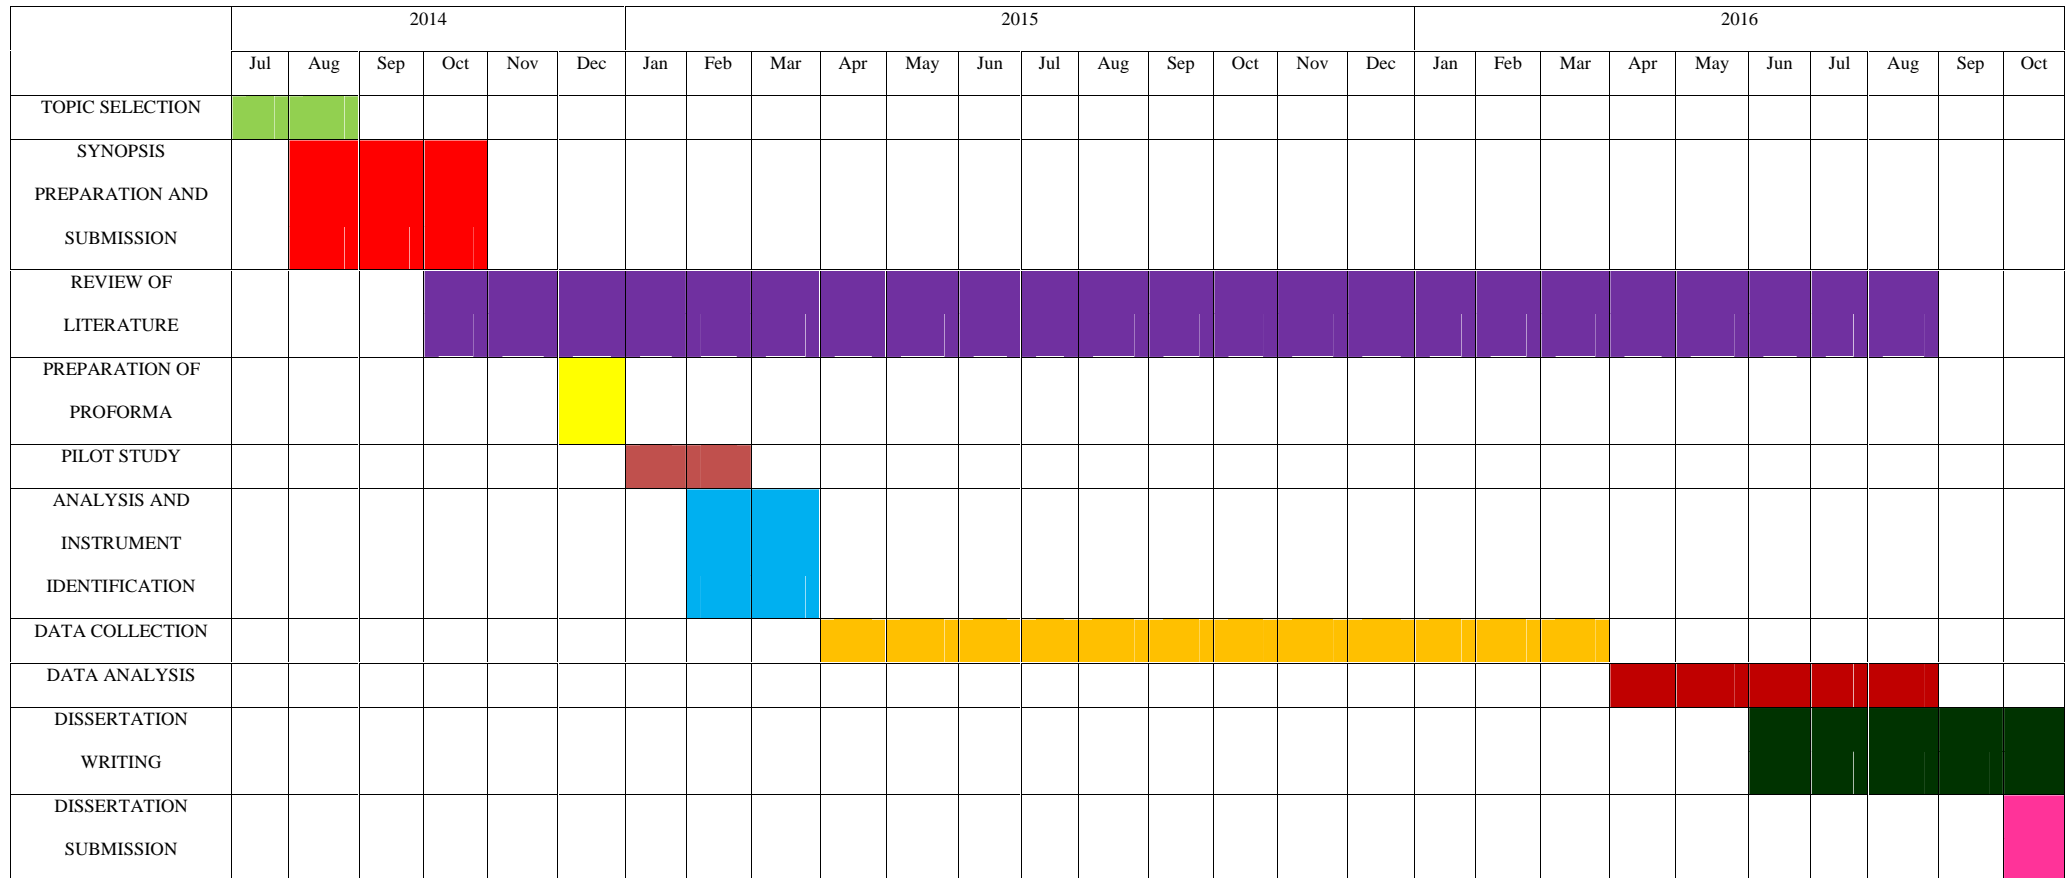 2014 2015 2016
Jul Aug Sep Oct Nov Dec Jan Feb Mar Apr May Jun Jul Aug Sep Oct Nov Dec Jan Feb Mar Apr May Jun Jul Aug Sep Oct
TOPIC SELECTION
SYNOPSIS
PREPARATION AND
SUBMISSION
REVIEW OF
LITERATURE
PREPARATION OF
PROFORMA
PILOT STUDY
ANALYSIS AND
INSTRUMENT
IDENTIFICATION
DATA COLLECTION
DATA ANALYSIS
DISSERTATION
WRITING
DISSERTATION
SUBMISSION